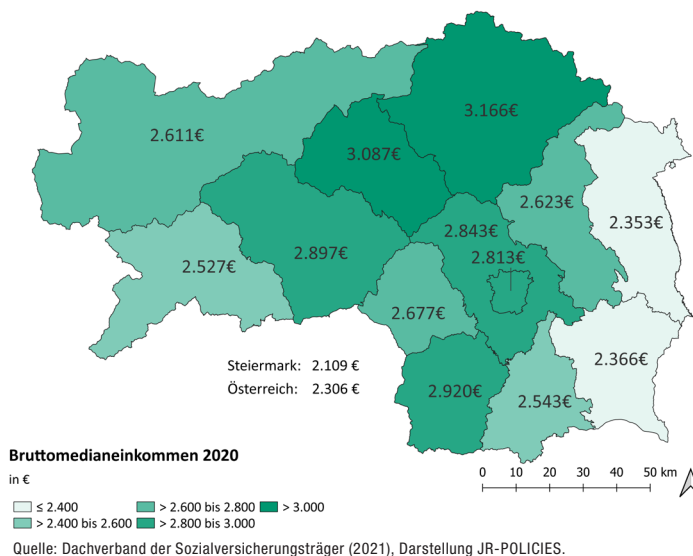 3.166€
2.611€
3.087€
2.623€
2.353€
2.843€
2.897€
2.813€
2.527€
2.677€
Steiermark: 2.109 €
2.366€
Österreich: 2.306 €
2.920€
2.543€
Bruttomedianeinkommen 2020
in €
0 10 20 30 40 50 km
≤ 2.400
> 2.600 bis 2.800
> 3.000
> 2.400 bis 2.600
> 2.800 bis 3.000
Quelle: Dachverband der Sozialversicherungsträger (2021), Darstellung JR-POLICIES.